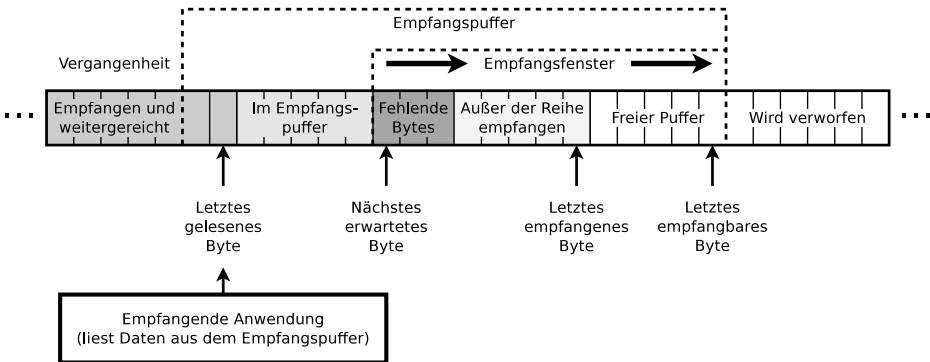 Empfangspuffer
Vergangenheit
Empfangsfenster
Empfangen und
weitergereicht
Im Empfangs-
puffer
Fehlende
Bytes
Außer der Reihe
empfangen
Freier Puffer
Wird verworfen
Letztes
gelesenes
Byte
Nächstes
erwartetes
Byte
Letztes
empfangenes
Byte
Letztes
empfangbares
Byte
Empfangende Anwendung
(liest Daten aus dem Empfangspuffer)